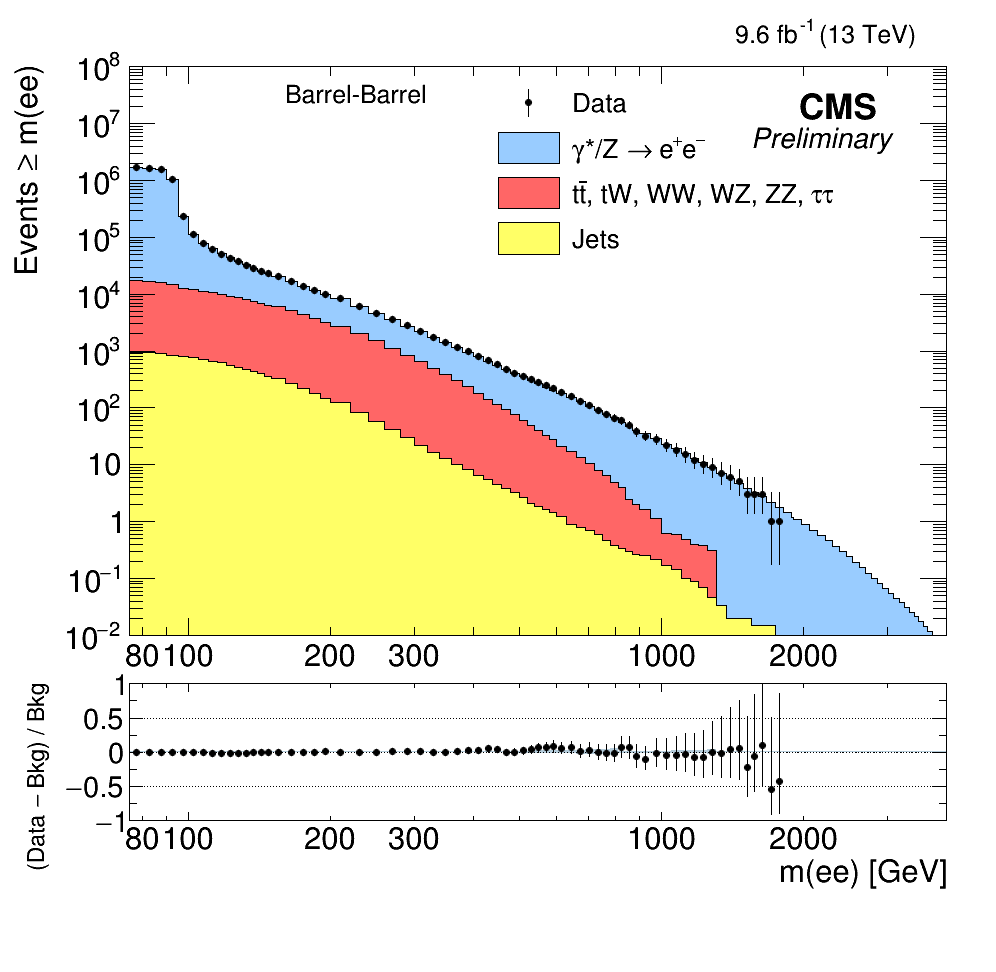 9.6 fb⁻¹ (13 TeV)
Events ≥ m(ee)
10⁸
10⁷
10⁶
10⁵
10⁴
10³
10²
10
1
10⁻¹
10⁻²
Barrel-Barrel
Data
γ*/Z → e⁺e⁻
tt̄, tW, WW, WZ, ZZ, ττ
Jets
CMS
Preliminary
80 100 200 300 1000 2000
(Data − Bkg) / Bkg
1
0.5
0
−0.5
−1
80 100 200 300 1000 2000
m(ee) [GeV]